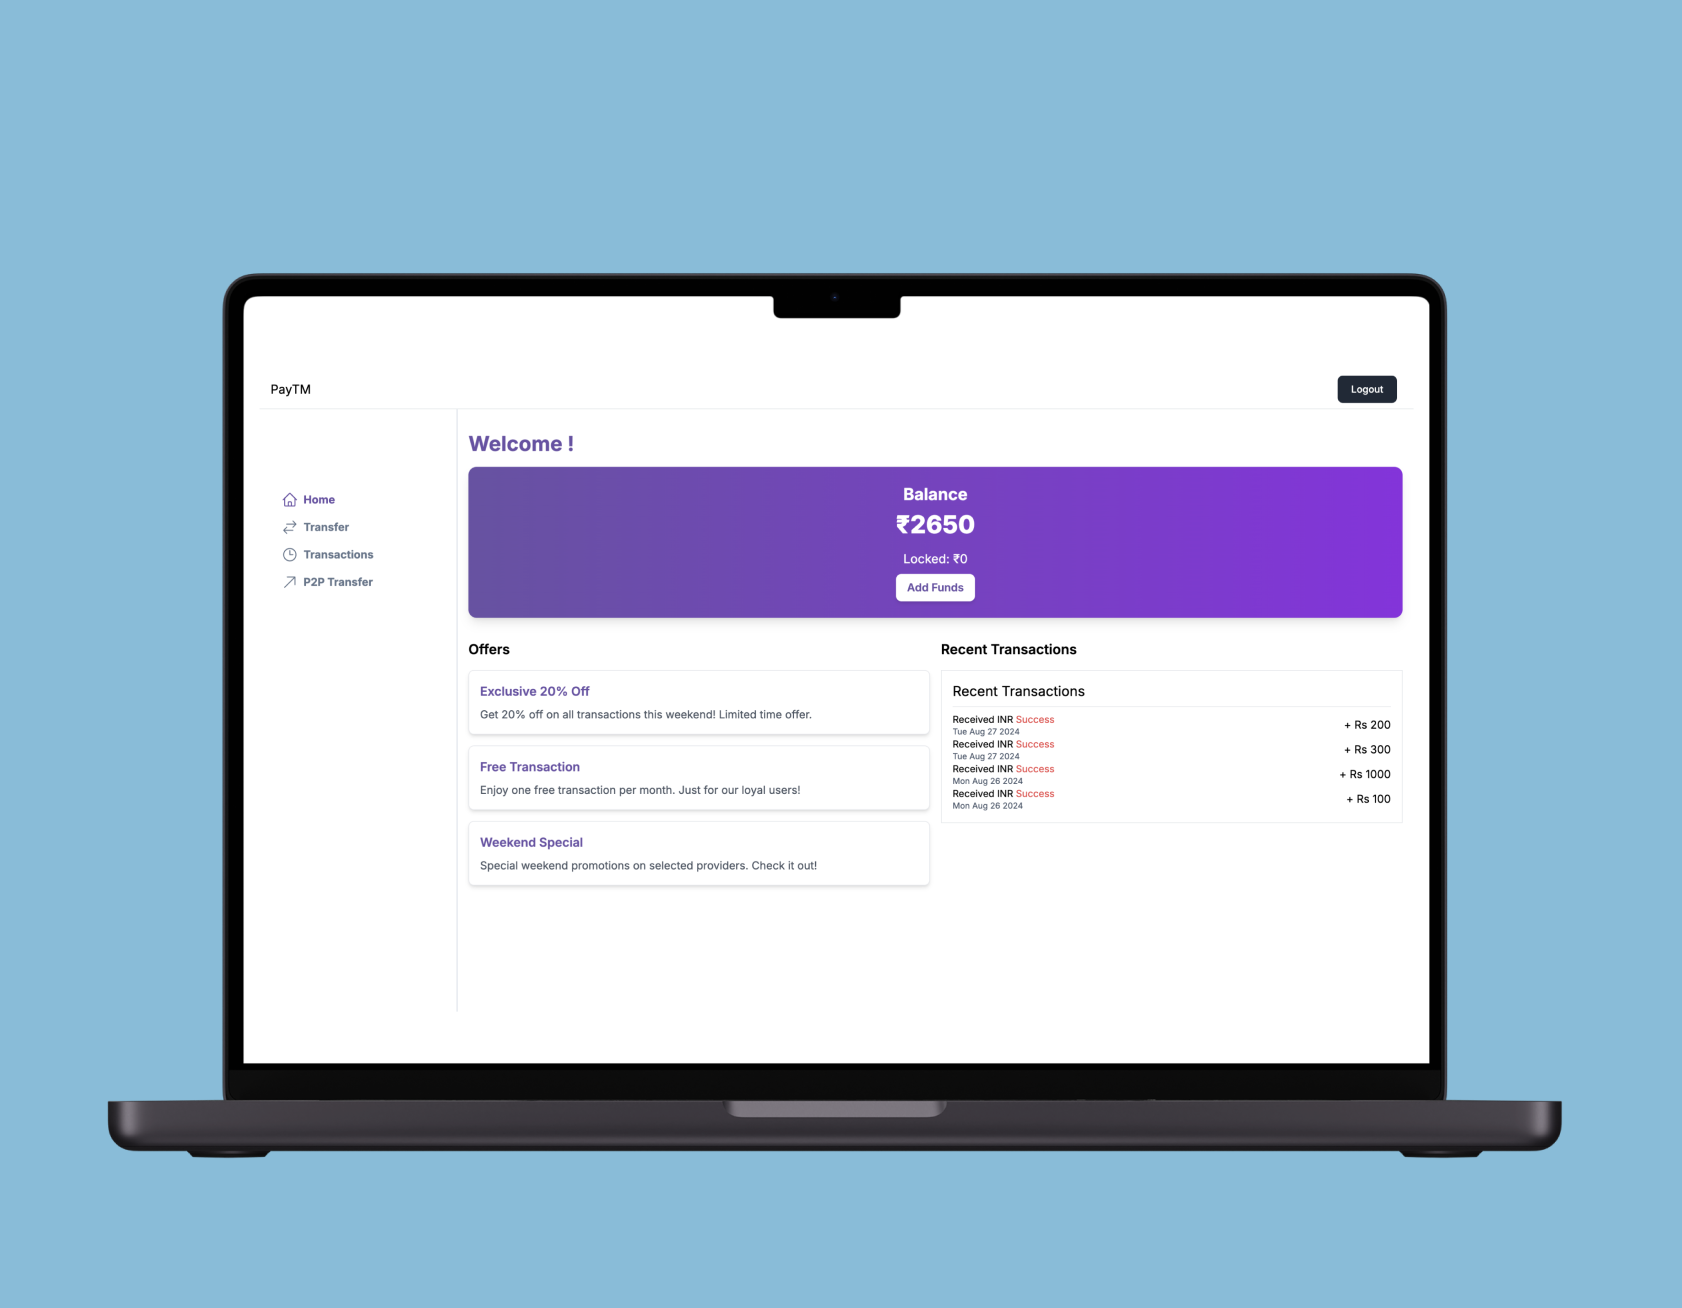 PayTM
Logout
Home
Transfer
Transactions
P2P Transfer
Welcome !
Balance
₹2650
Locked: ₹0
Add Funds
Offers
Exclusive 20% Off
Get 20% off on all transactions this weekend! Limited time offer.
Free Transaction
Enjoy one free transaction per month. Just for our loyal users!
Weekend Special
Special weekend promotions on selected providers. Check it out!
Recent Transactions
Recent Transactions
Received INR Success
Tue Aug 27 2024
+ Rs 200
Received INR Success
Tue Aug 27 2024
+ Rs 300
Received INR Success
Mon Aug 26 2024
+ Rs 1000
Received INR Success
Mon Aug 26 2024
+ Rs 100